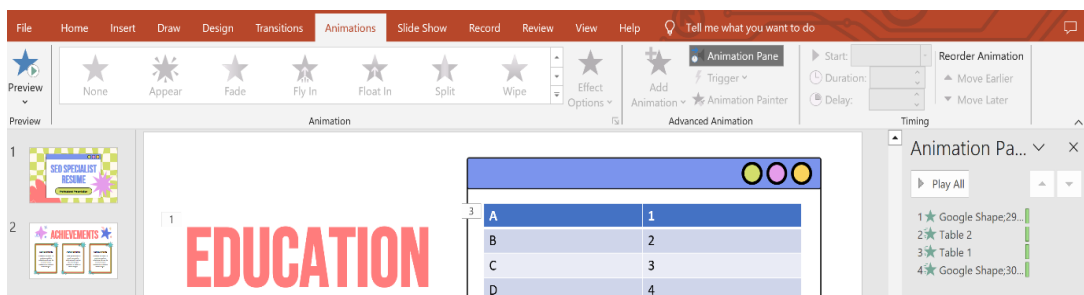 File Home Insert Draw Design Transitions Animations Slide Show Record Review View Help Tell me what you want to do
Preview
None Appear Fade Fly In Float In Split Wipe
Effect Options
Add Animation
Animation Pane
Trigger
Animation Painter
Start:
Duration:
Delay:
Reorder Animation
Move Earlier
Move Later
Preview Animation Advanced Animation Timing
1
SEO SPECIALIST
RESUME
2
ACHIEVEMENTS
1
EDUCATION
3
A 1
B 2
C 3
D 4
Animation Pa...
Play All
1 Google Shape;29...
2 Table 2
3 Table 1
4 Google Shape;30...